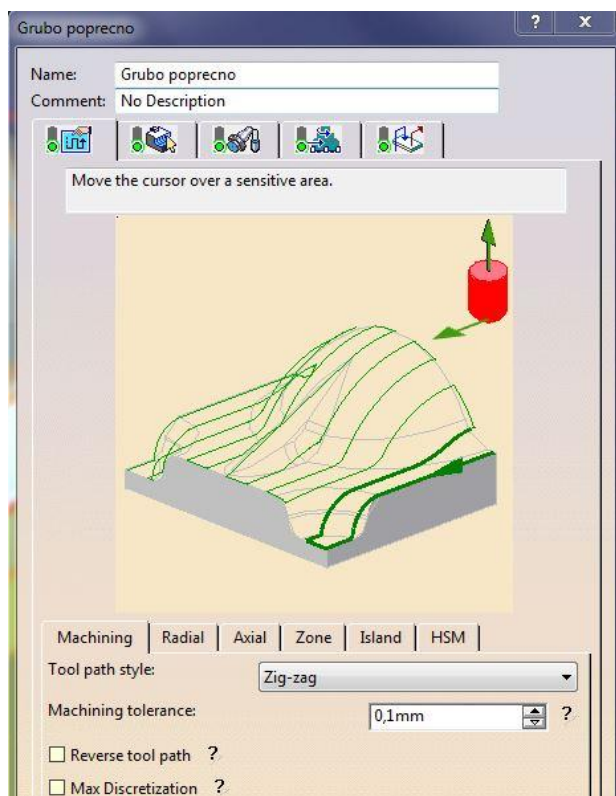 Grubo poprecno
? X
Name: Grubo poprecno
Comment: No Description
Move the cursor over a sensitive area.
Machining Radial Axial Zone Island HSM
Tool path style: Zig-zag
Machining tolerance: 0,1mm ?
Reverse tool path ?
Max Discretization ?